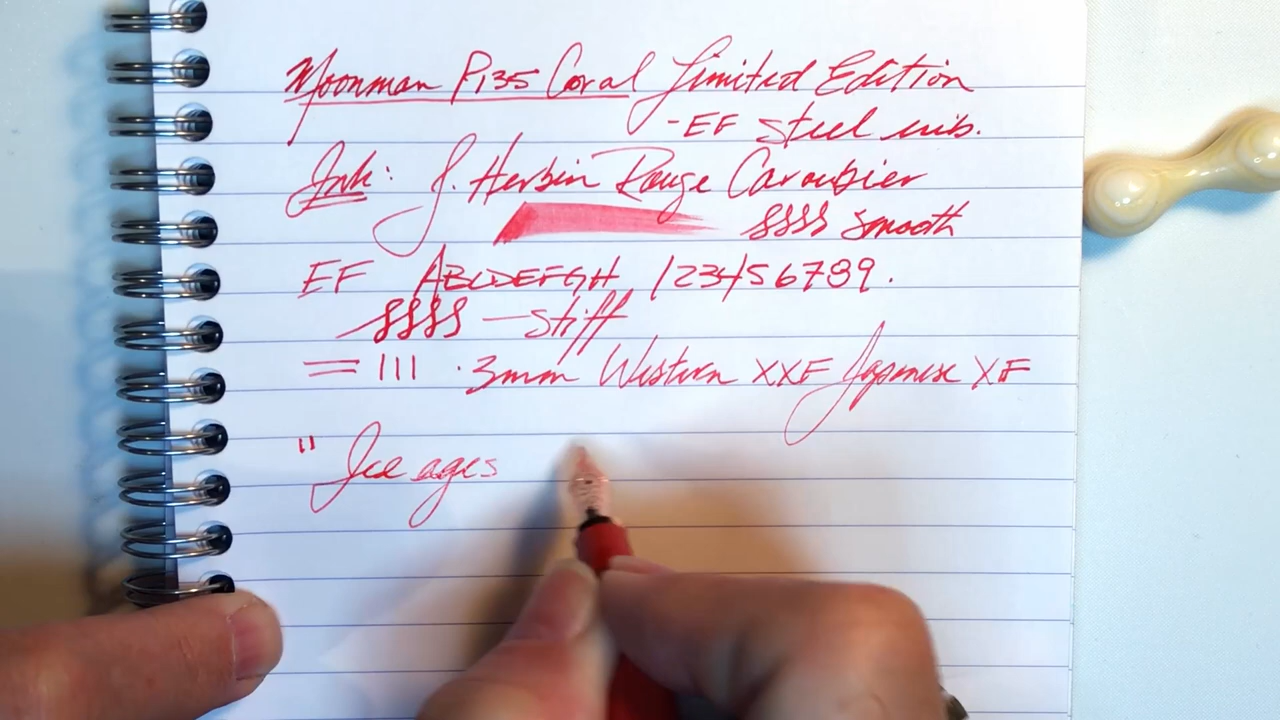 Moonman P135 Coral Limited Edition
- EF steel nib.
Ink: J. Herbin Rouge Caroubier
smooth
EF ABCDEFGH 123456789.
— stiff
.3mm Western XXF Japanese XF
" Ice ages